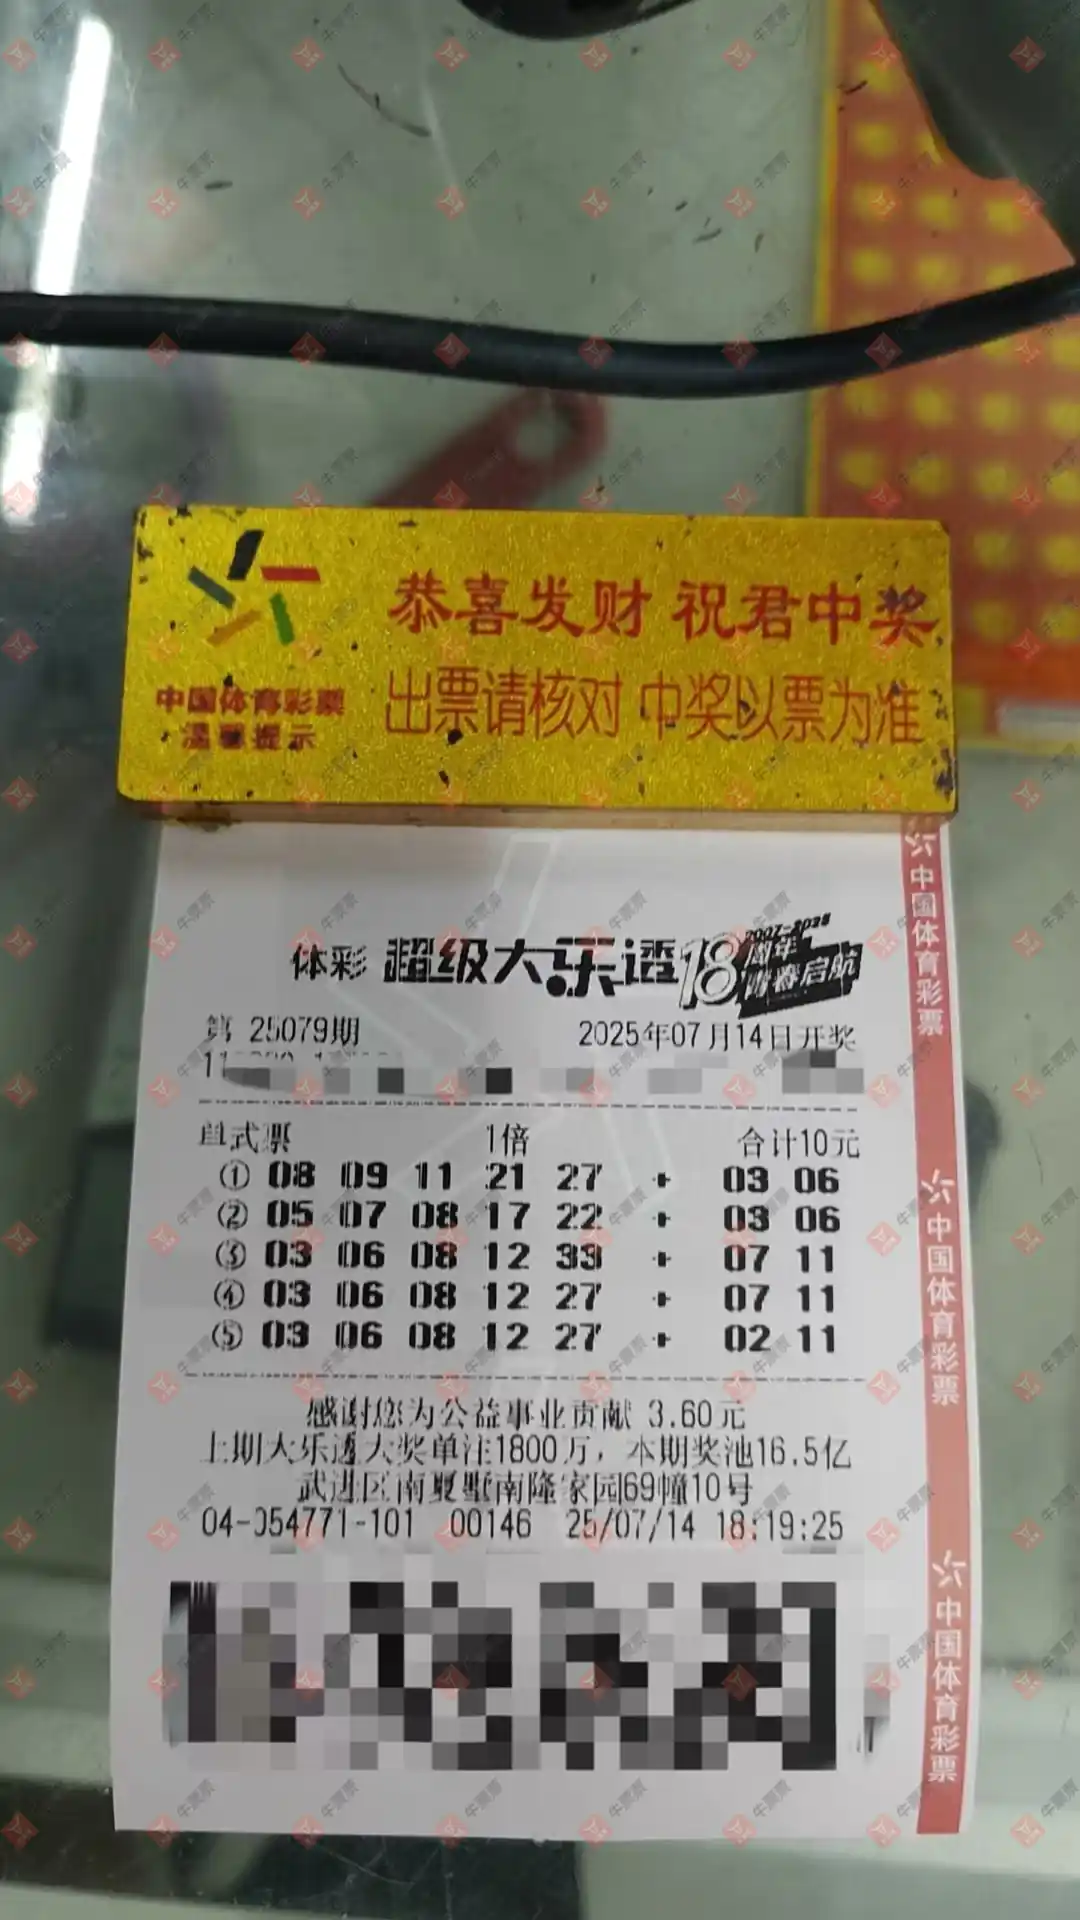 恭喜发财 祝君中奖
出票请核对 中奖以票为准
中国体育彩票
温馨提示
体彩 超级大乐透 18周年 2007-2025 青春启航
第 25079期 2025年07月14日开奖
单式票 1倍 合计10元
① 08 09 11 21 27 + 03 06
② 05 07 08 17 22 + 03 06
③ 03 06 08 12 33 + 07 11
④ 03 06 08 12 27 + 07 11
⑤ 03 06 08 12 27 + 02 11
感谢您为公益事业贡献 3.60元
上期大乐透大奖单注1800万，本期奖池16.5亿
武进区南夏墅南隆家园69幢10号
04-054771-101 00146 25/07/14 18:19:25
中国体育彩票
中国体育彩票
中国体育彩票
牛票票